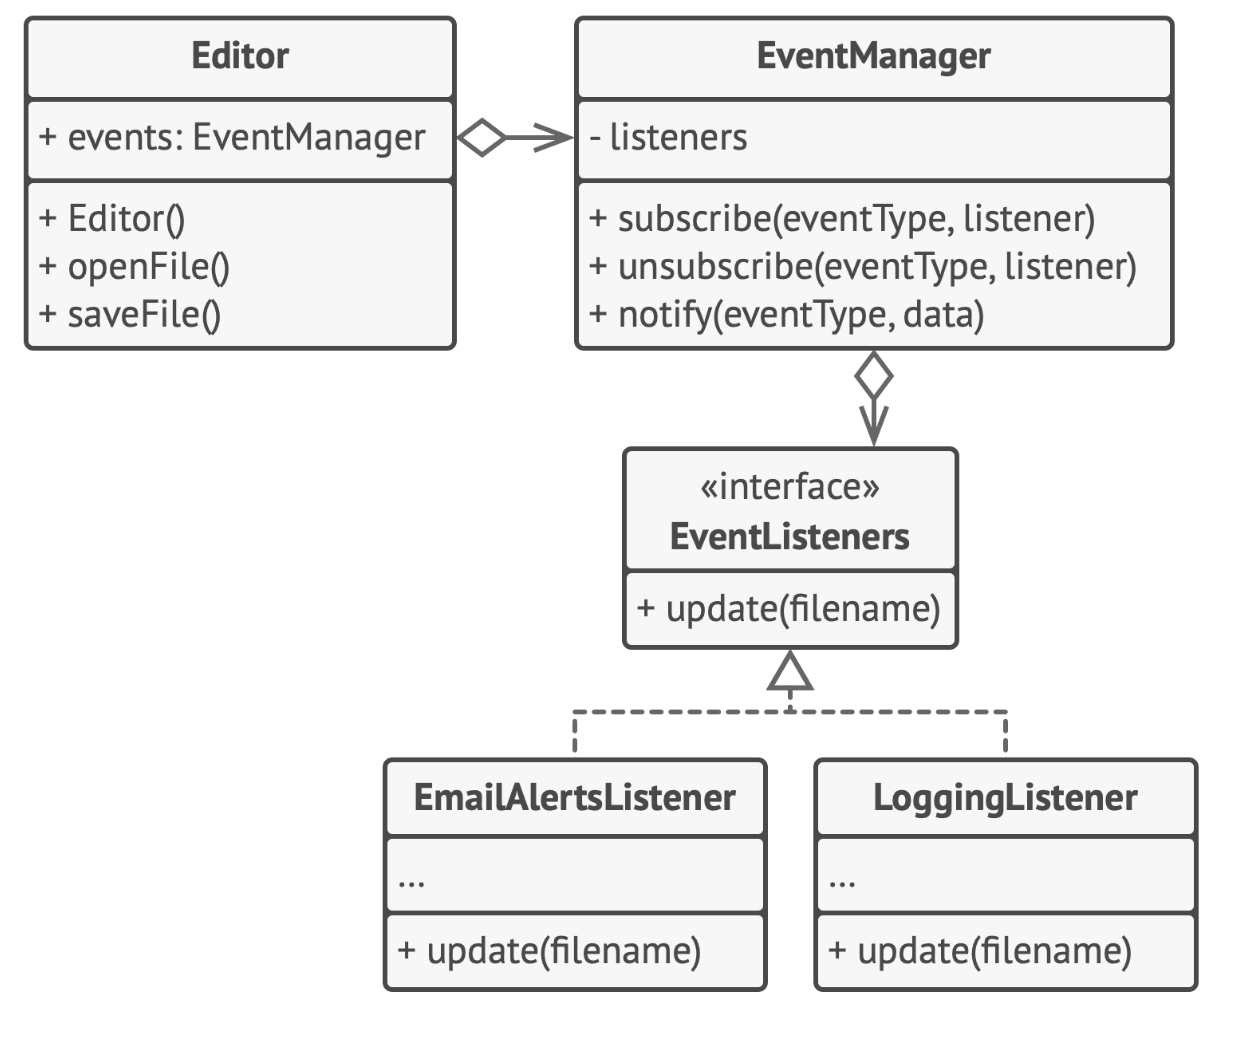 Editor
+ events: EventManager
+ Editor()
+ openFile()
+ saveFile()
EventManager
- listeners
+ subscribe(eventType, listener)
+ unsubscribe(eventType, listener)
+ notify(eventType, data)
«interface»
EventListeners
+ update(filename)
EmailAlertsListener
...
+ update(filename)
LoggingListener
...
+ update(filename)